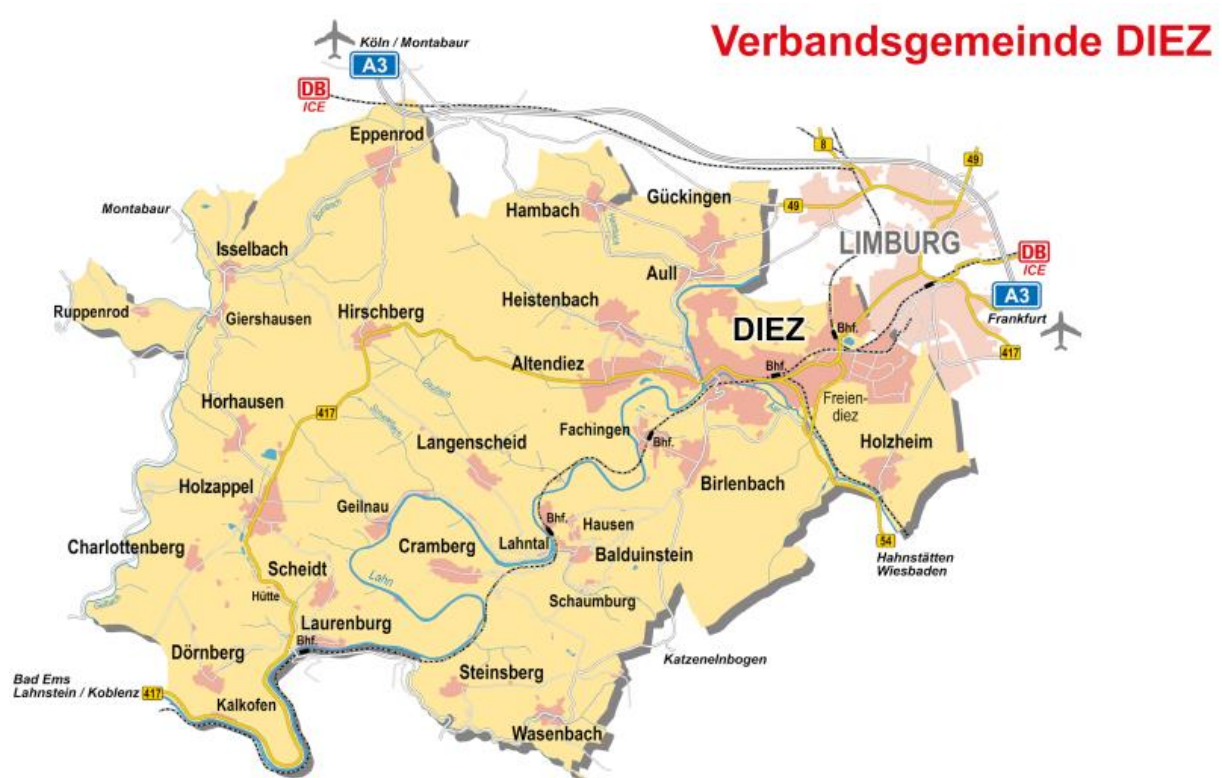 Verbandsgemeinde DIEZ
Köln / Montabaur
A3
DB
ICE
Eppenrod
8
49
Montabaur
Hambach
Gückingen
49
LIMBURG
DB
ICE
Isselbach
Aull
A3
Frankfurt
Ruppenrod
Giershausen
Hirschberg
Heistenbach
DIEZ
Bhf.
417
Altendiez
Bhf.
Horhausen
417
Freien-
diez
Fachingen
Bhf.
Langenscheid
Holzheim
Holzappel
Birlenbach
Geilnau
Bhf.
Hausen
Charlottenberg
Cramberg
Lahntal
Balduinstein
54
Hahnstätten
Wiesbaden
Scheidt
Lahn
Hütte
Schaumburg
Laurenburg
Bhf.
Dörnberg
Katzenelnbogen
Steinsberg
Bad Ems
Lahnstein / Koblenz
417
Kalkofen
Wasenbach